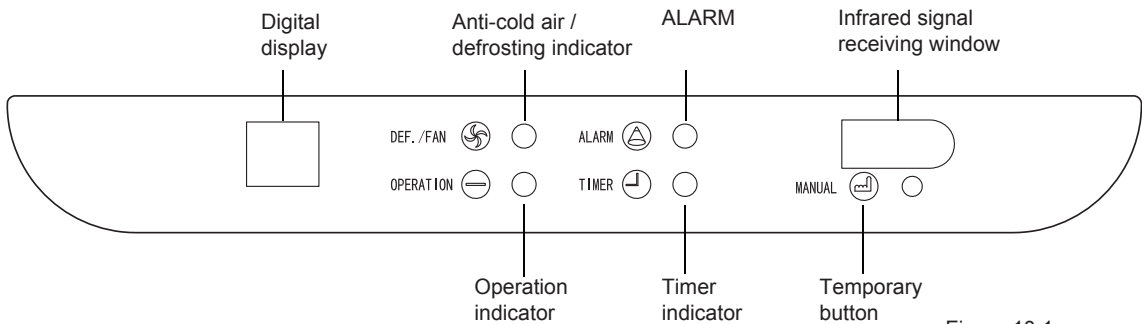 Digital
display
Anti-cold air /
defrosting indicator
ALARM
Infrared signal
receiving window
DEF./FAN
ALARM
OPERATION
TIMER
MANUAL
Operation
indicator
Timer
indicator
Temporary
button